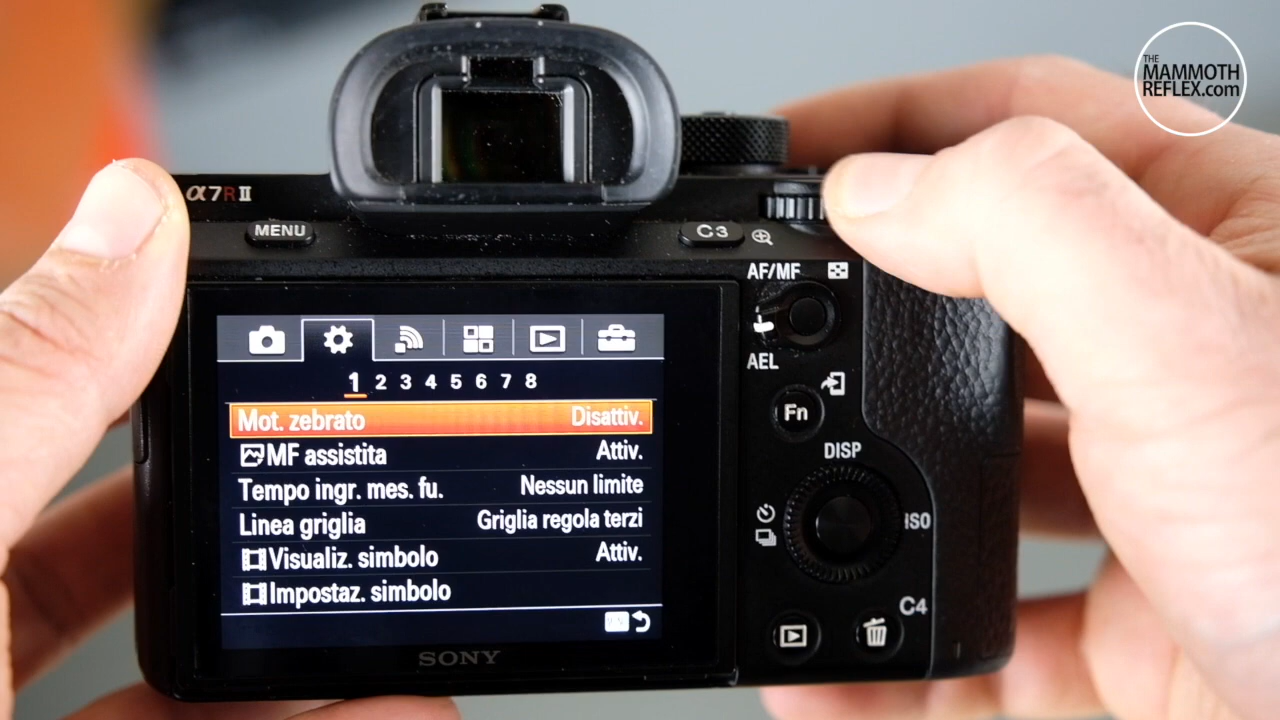 THE
MAMMOTH
REFLEX.com
α7RII
MENU
C3
AF/MF
AEL
Fn
DISP
ISO
C4
1 2 3 4 5 6 7 8
Mot. zebrato Disattiv.
MF assistita Attiv.
Tempo ingr. mes. fu. Nessun limite
Linea griglia Griglia regola terzi
Visualiz. simbolo Attiv.
Impostaz. simbolo
SONY